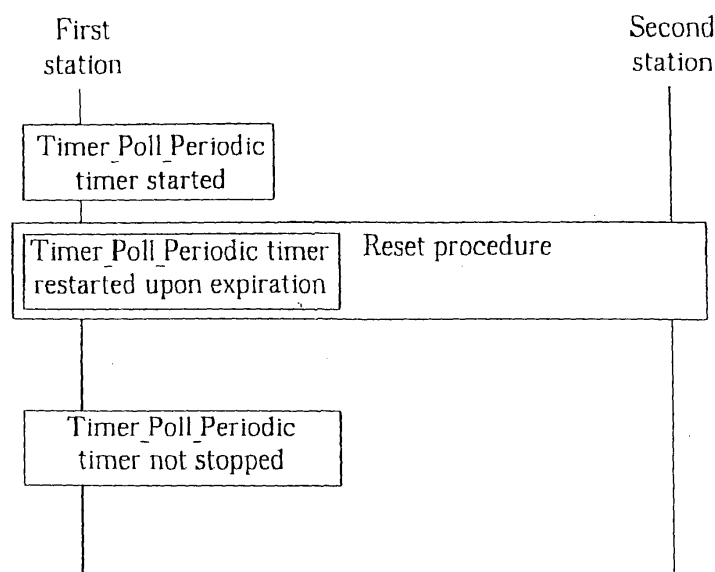 First
station
Second
station
Timer_Poll_Periodic
timer started
Timer_Poll_Periodic timer
restarted upon expiration
Reset procedure
Timer_Poll_Periodic
timer not stopped